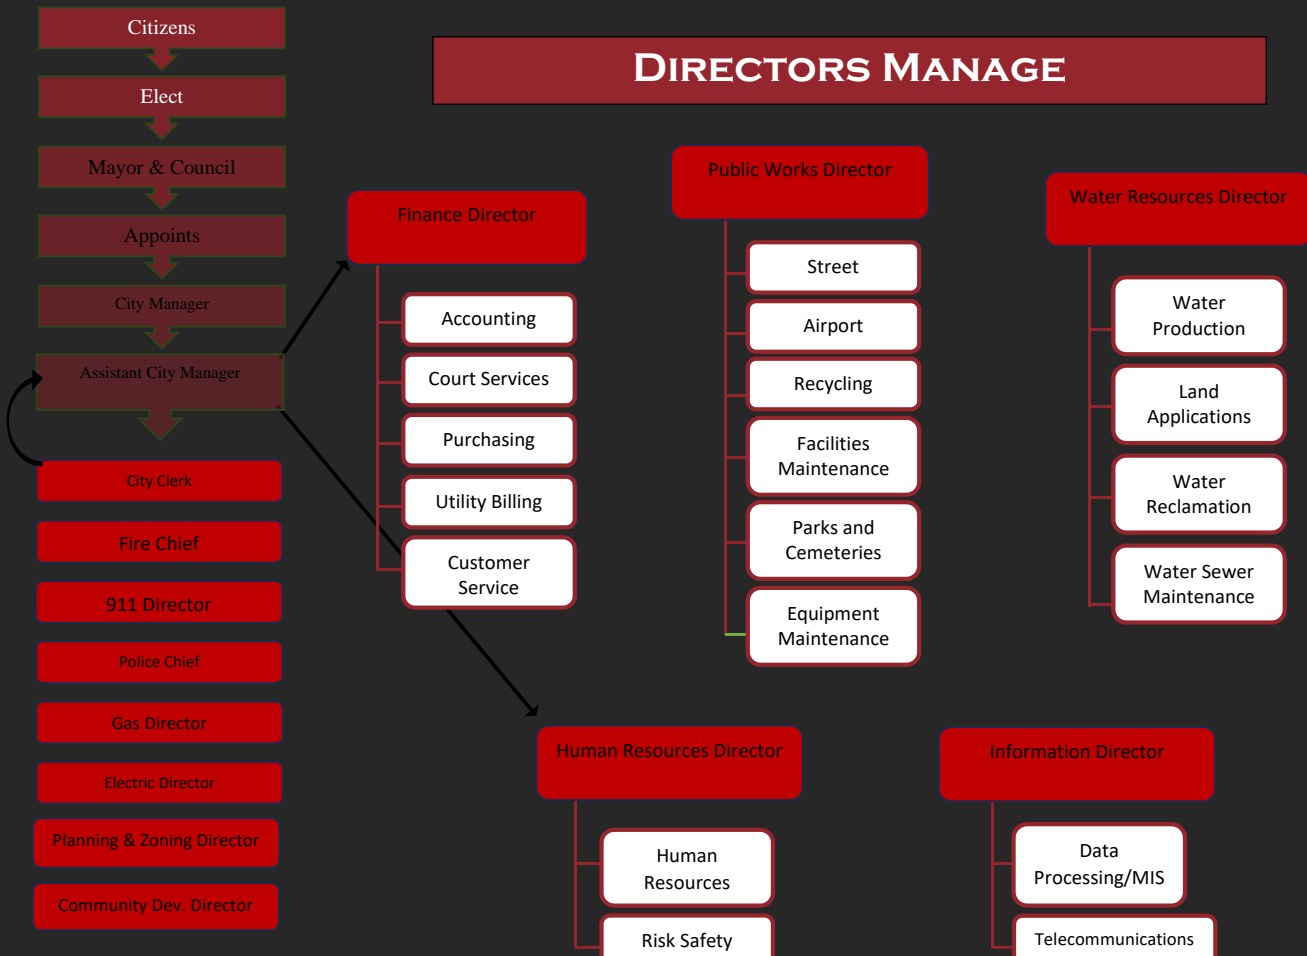 Citizens
Elect
Mayor & Council
Appoints
City Manager
Assistant City Manager
City Clerk
Fire Chief
911 Director
Police Chief
Gas Director
Electric Director
Planning & Zoning Director
Community Dev. Director
DIRECTORS MANAGE
Finance Director
Accounting
Court Services
Purchasing
Utility Billing
Customer
Service
Public Works Director
Street
Airport
Recycling
Facilities
Maintenance
Parks and
Cemeteries
Equipment
Maintenance
Water Resources Director
Water
Production
Land
Applications
Water
Reclamation
Water Sewer
Maintenance
Human Resources Director
Human
Resources
Risk Safety
Information Director
Data
Processing/MIS
Telecommunications